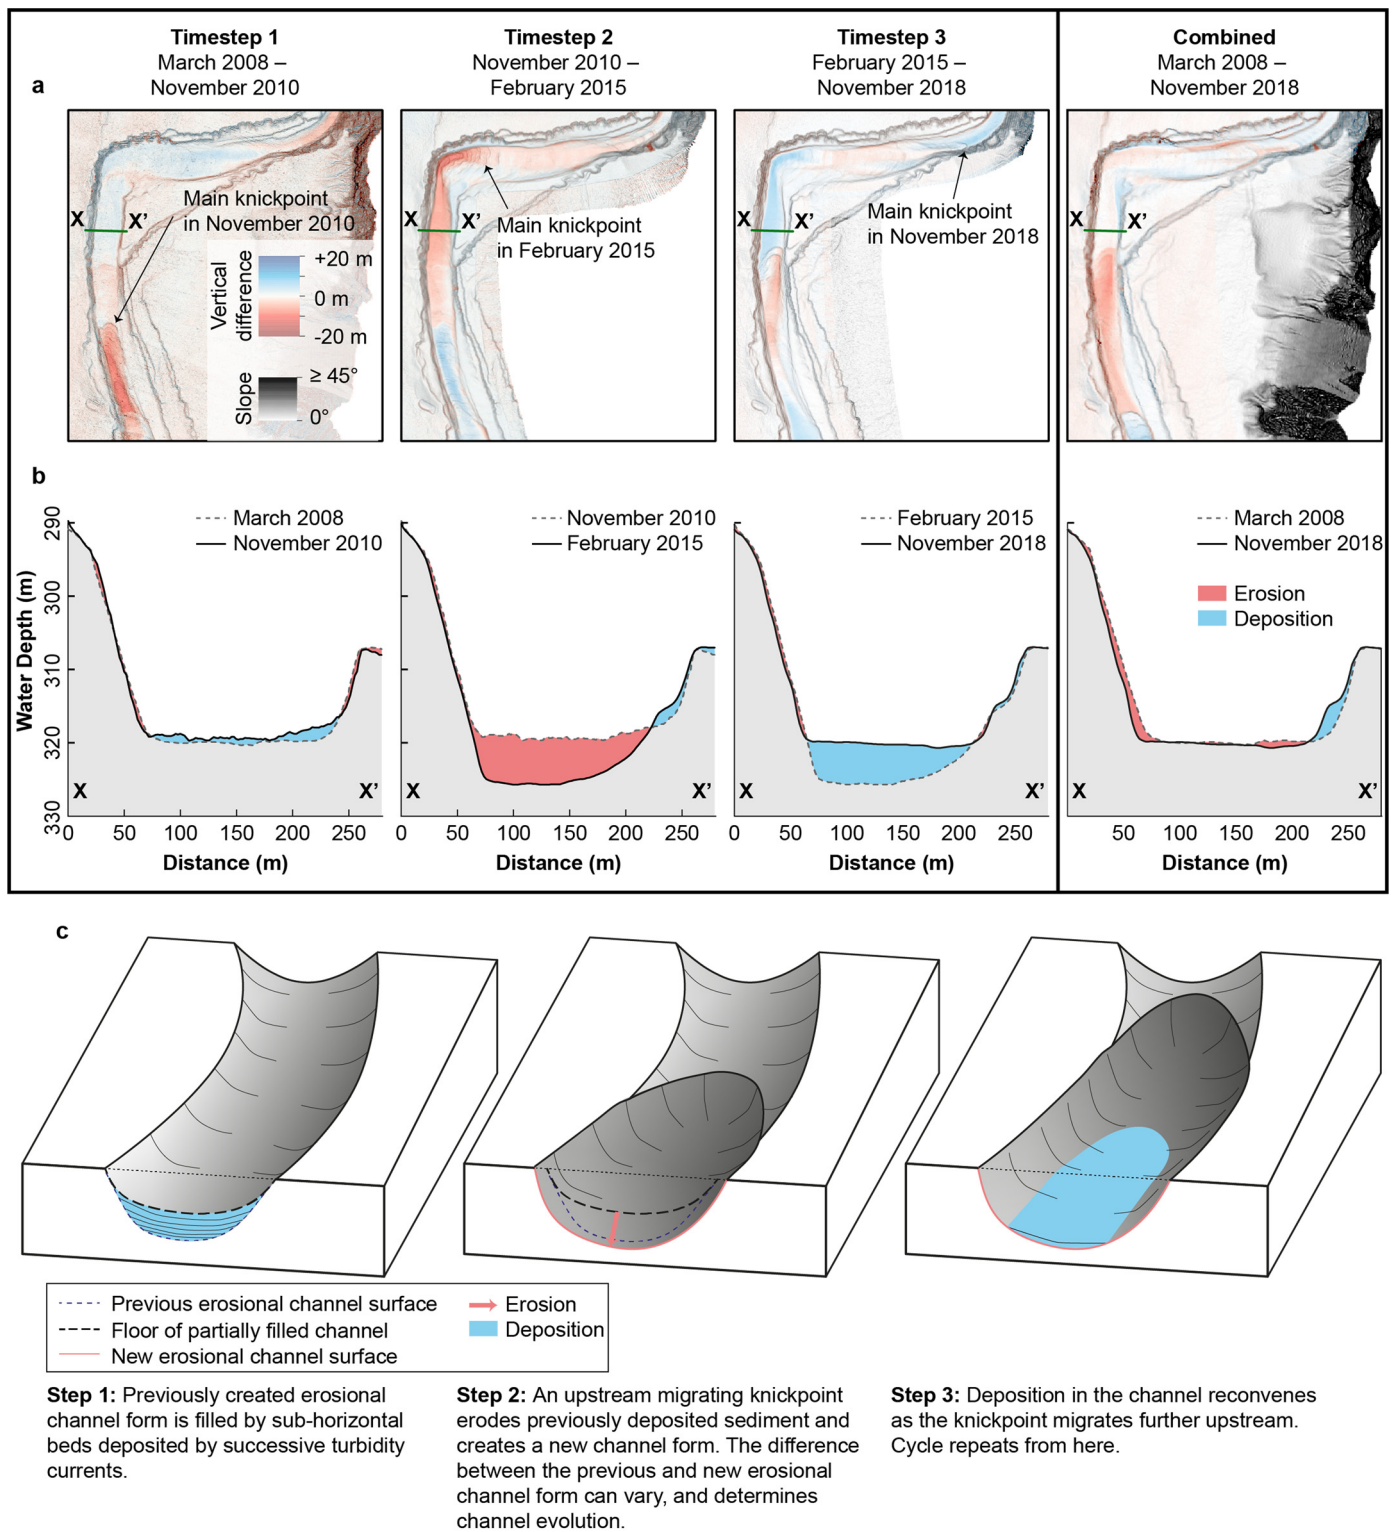 Timestep 1
March 2008 –
November 2010
Timestep 2
November 2010 –
February 2015
Timestep 3
February 2015 –
November 2018
Combined
March 2008 –
November 2018
a
X
X'
Main knickpoint
in November 2010
Vertical
difference
+20 m
0 m
-20 m
Slope
≥ 45°
0°
X
X'
Main knickpoint
in February 2015
X
X'
Main knickpoint
in November 2018
X
X'
b
Water Depth (m)
290
300
310
320
330
March 2008
November 2010
X
X'
0 50 100 150 200 250
Distance (m)
November 2010
February 2015
X
X'
0 50 100 150 200 250
Distance (m)
February 2015
November 2018
X
X'
0 50 100 150 200 250
Distance (m)
March 2008
November 2018
Erosion
Deposition
X
X'
50 100 150 200 250
Distance (m)
c
Previous erosional channel surface
Floor of partially filled channel
New erosional channel surface
Erosion
Deposition
Step 1: Previously created erosional
channel form is filled by sub-horizontal
beds deposited by successive turbidity
currents.
Step 2: An upstream migrating knickpoint
erodes previously deposited sediment and
creates a new channel form. The difference
between the previous and new erosional
channel form can vary, and determines
channel evolution.
Step 3: Deposition in the channel reconvenes
as the knickpoint migrates further upstream.
Cycle repeats from here.